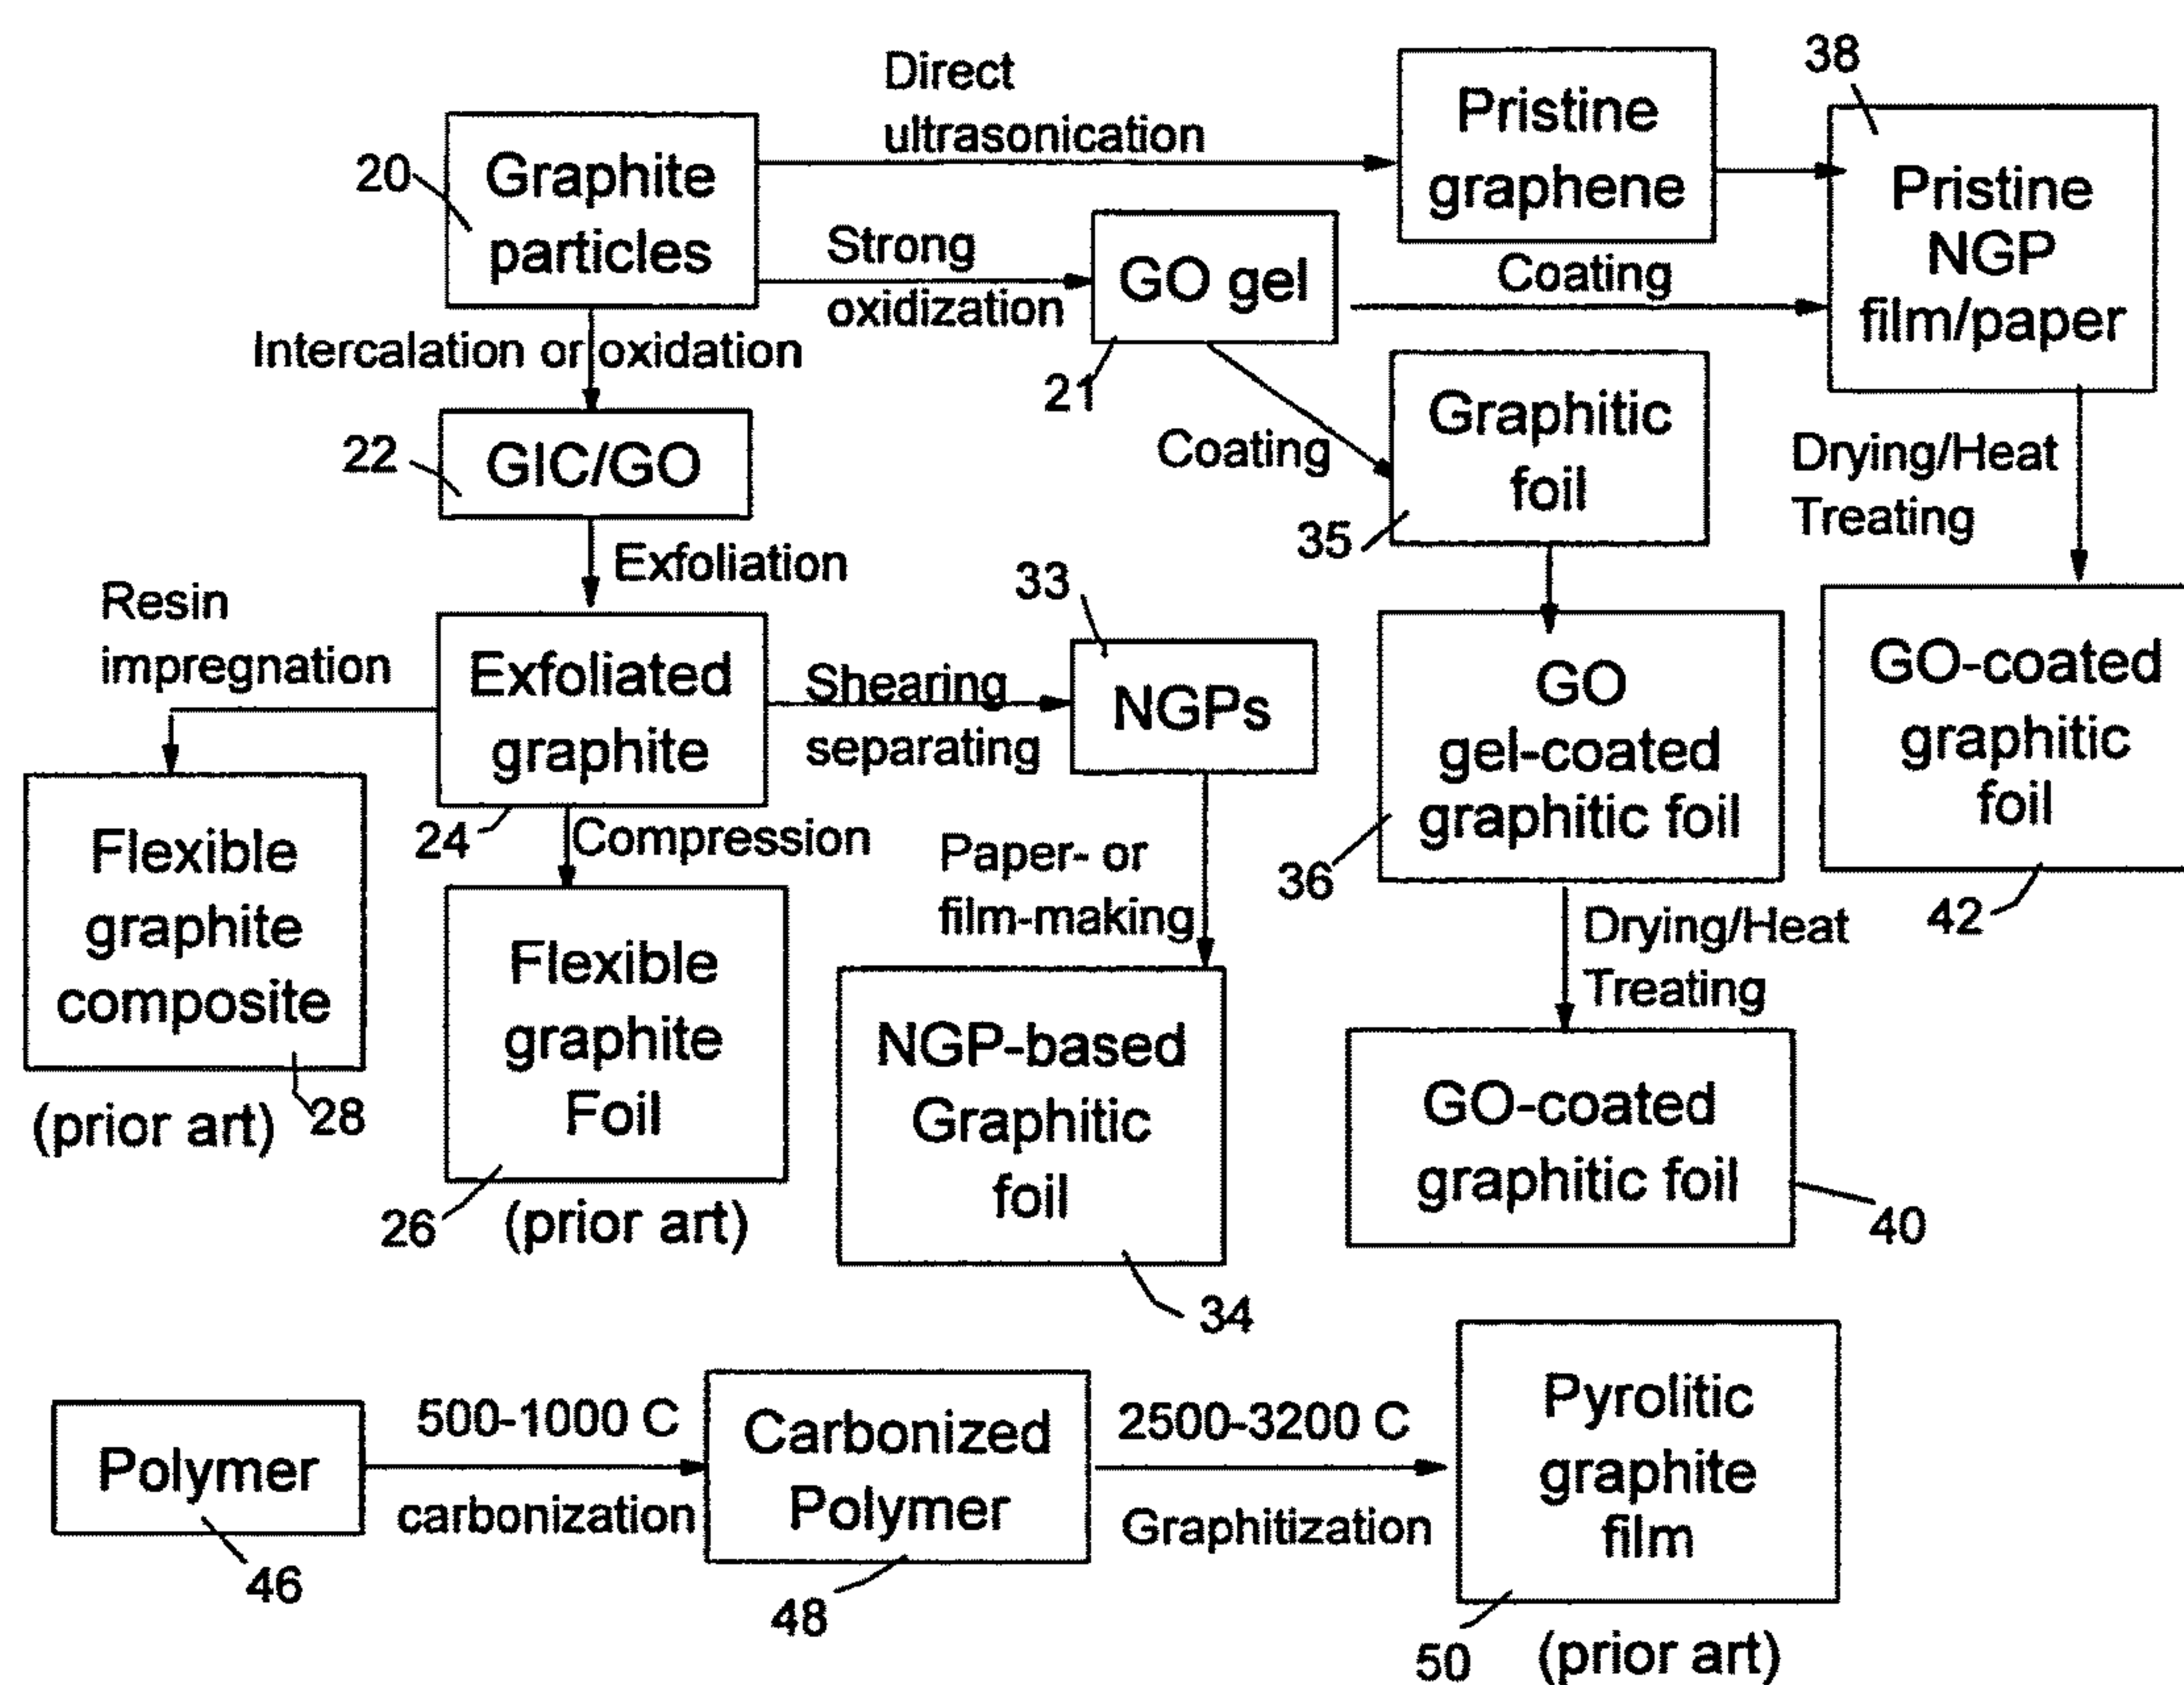 Direct
ultrasonication
Graphite
particles
20
Pristine
graphene
38
Pristine
NGP
film/paper
Strong
oxidization
GO gel
21
Coating
Intercalation or oxidation
GIC/GO
22
Coating
Graphitic
foil
35
Drying/Heat
Treating
Exfoliation
Resin
impregnation
Exfoliated
graphite
24
Shearing
separating
33
NGPs
GO
gel-coated
graphitic foil
36
GO-coated
graphitic
foil
42
Flexible
graphite
composite
28
(prior art)
Compression
Flexible
graphite
Foil
26
(prior art)
Paper- or
film-making
NGP-based
Graphitic
foil
34
Drying/Heat
Treating
GO-coated
graphitic foil
40
Polymer
46
500-1000 C
carbonization
Carbonized
Polymer
48
2500-3200 C
Graphitization
Pyrolitic
graphite
film
50
(prior art)